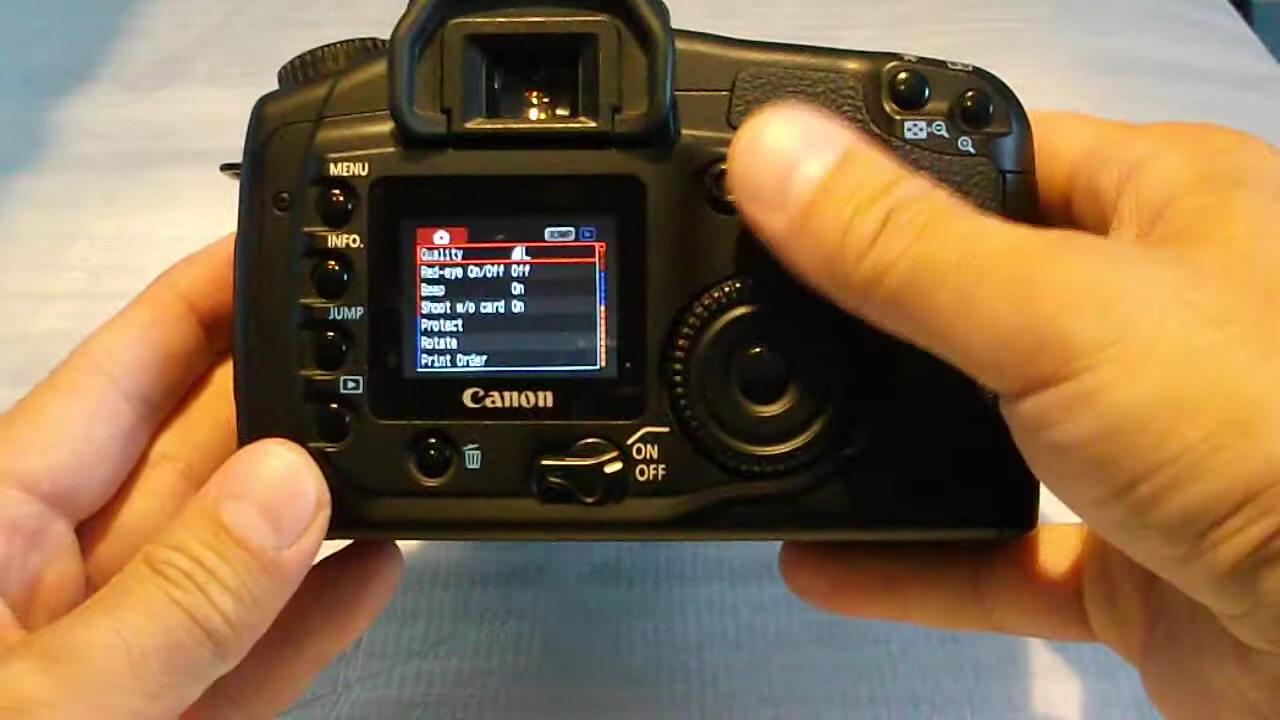 MENU
INFO.
JUMP
JUMP
Quality L
Red-eye On/Off Off
Beep On
Shoot w/o card On
Protect
Rotate
Print Order
Canon
ON
OFF